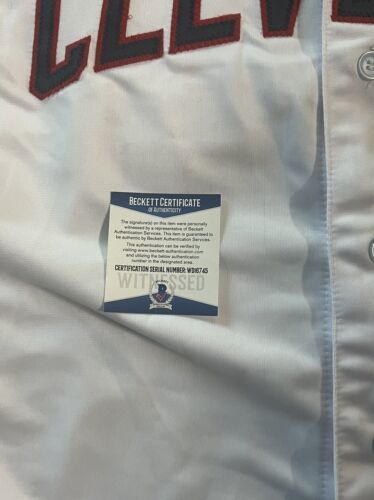 CLEVE
BECKETT CERTIFICATE
OF AUTHENTICITY
The signature(s) on this item were personally
witnessed by a representative of Beckett
Authentication Services. This item is guaranteed to
be authentic by Beckett Authentication Services.
This authentication can be verified by
visiting www.beckett-authentication.com
and utilizing the below authentication
number in the designated area.
CERTIFICATION SERIAL NUMBER: WD16745
WITNESSED
B